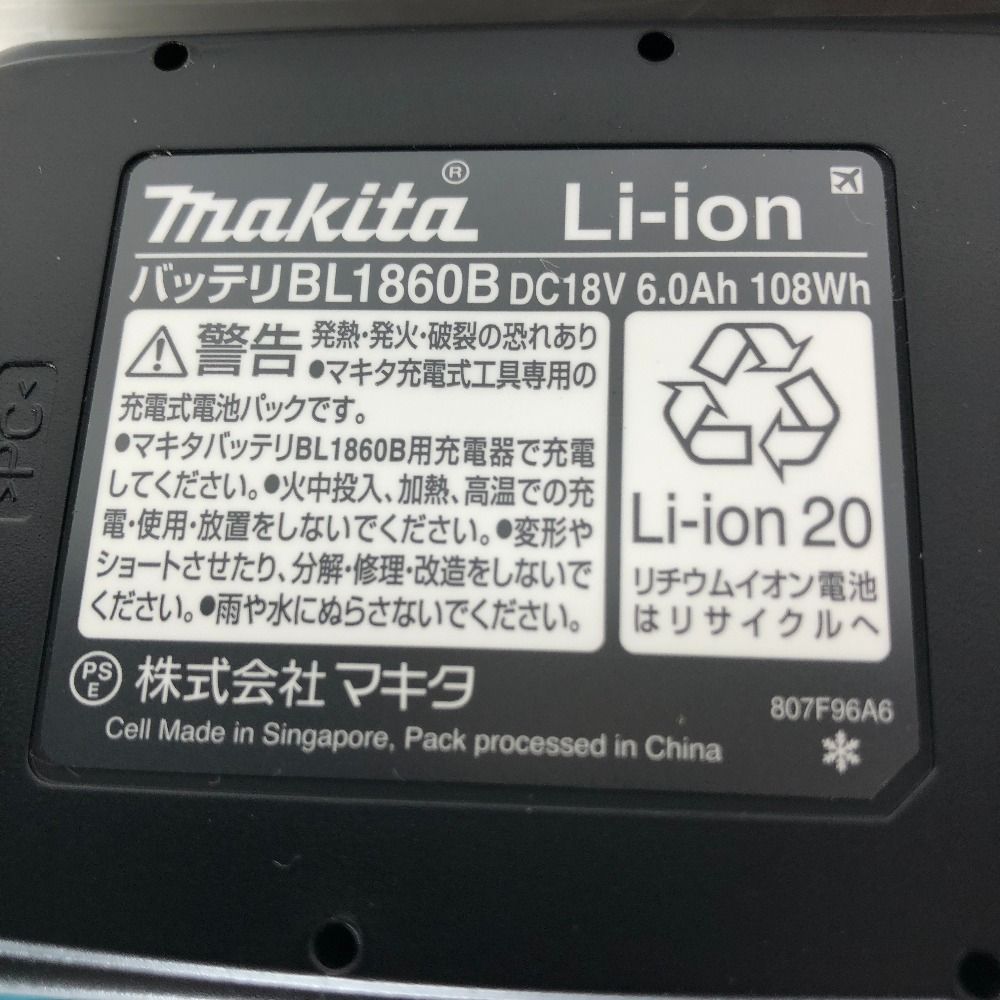 makita® Li-ion
バッテリBL1860B DC18V 6.0Ah 108Wh
警告 発熱・発火・破裂の恐れあり
●マキタ充電式工具専用の
充電式電池パックです。
●マキタバッテリBL1860B用充電器で充電
してください。●火中投入、加熱、高温での充
電・使用・放置をしないでください。●変形や
ショートさせたり、分解・修理・改造をしないで
ください。●雨や水にぬらさないでください。
Li-ion 20
リチウムイオン電池
はリサイクルへ
PS
E
株式会社 マキタ
807F96A6
Cell Made in Singapore, Pack processed in China
>PC<